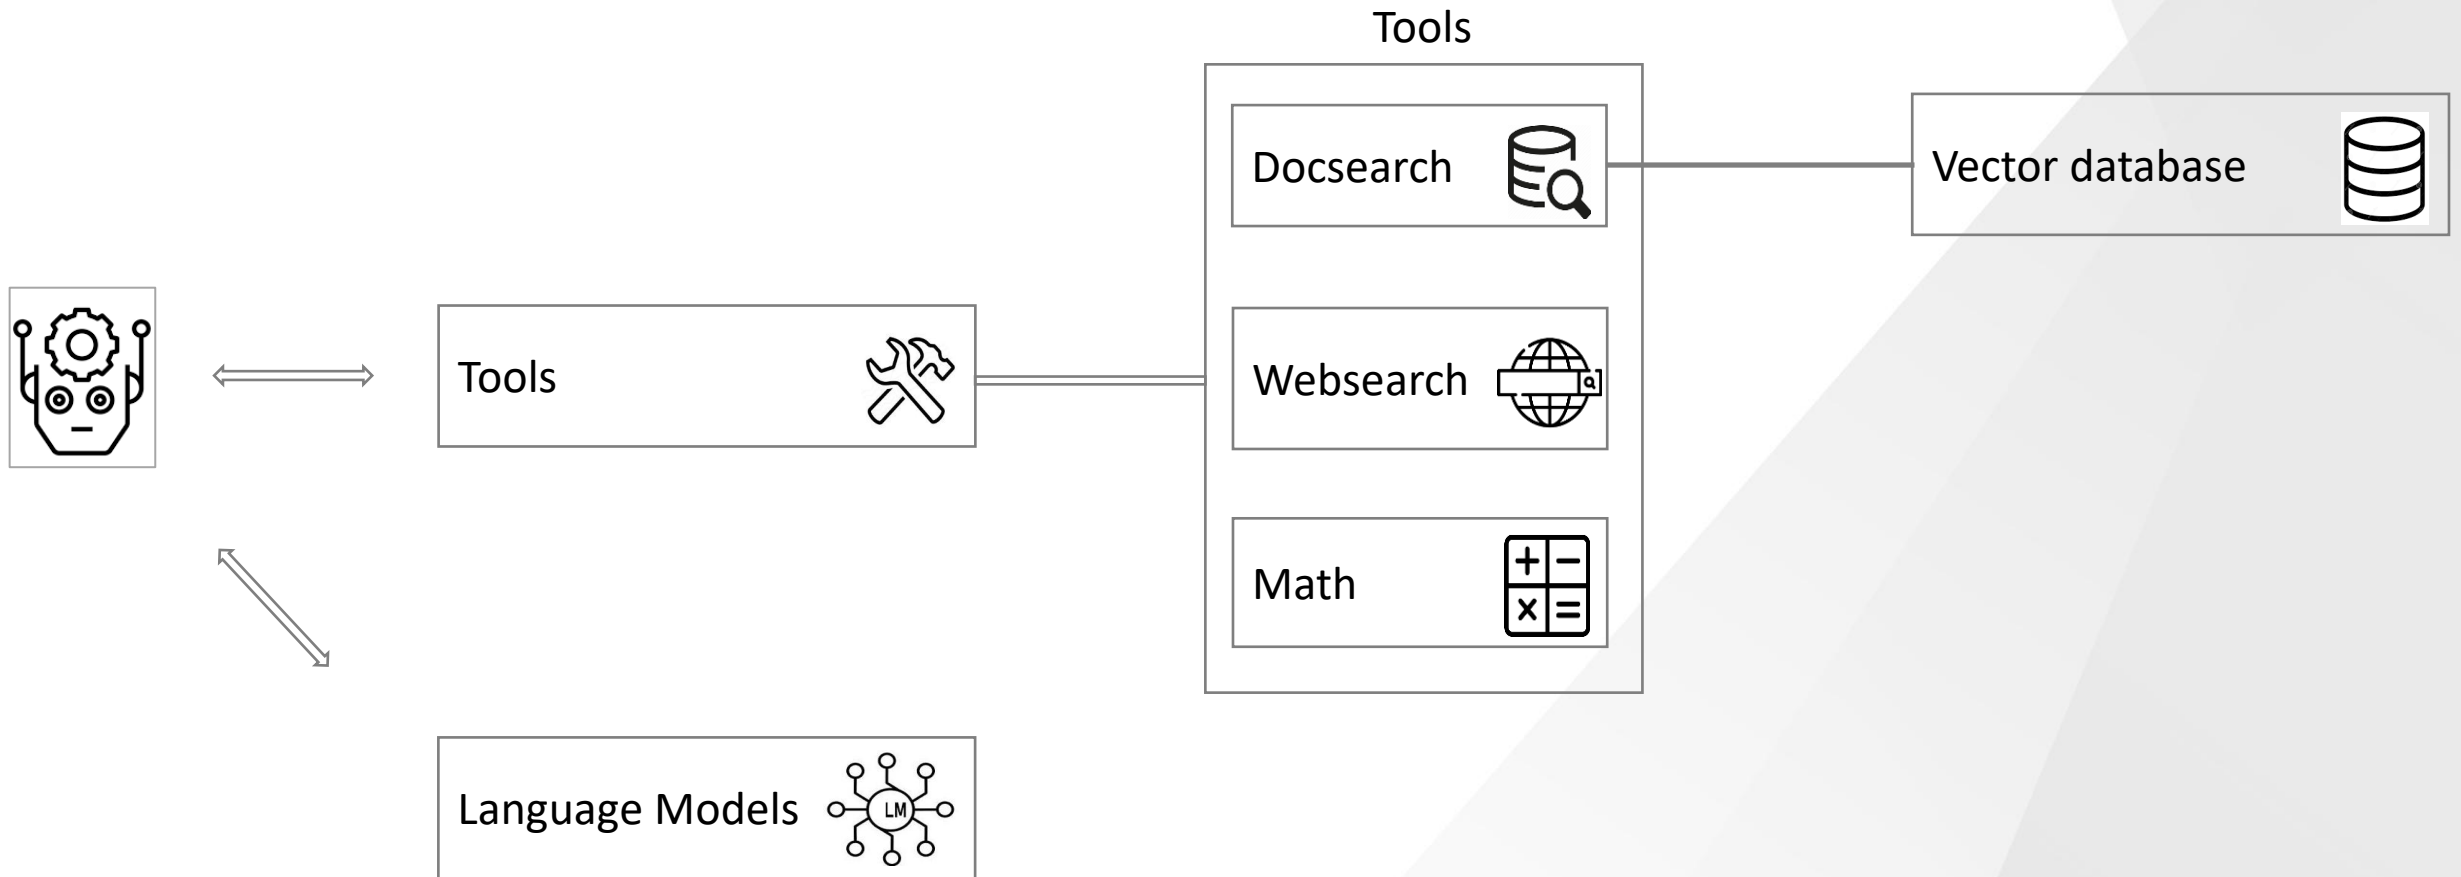 Tools
Docsearch
Vector database
Tools
Websearch
Math
Language Models
LM